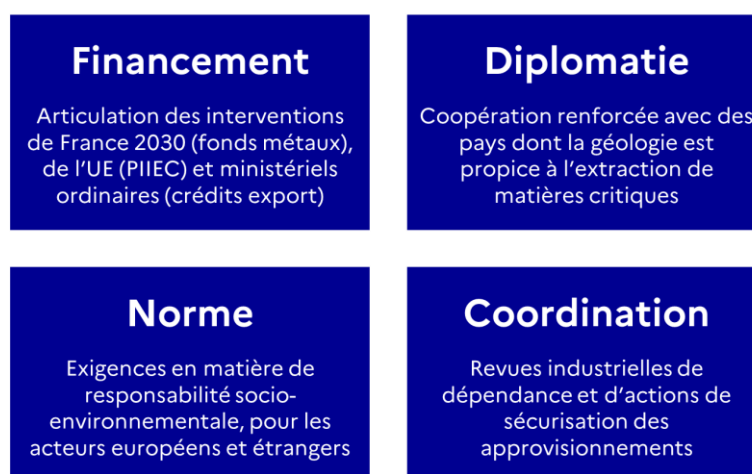 Financement
Articulation des interventions
de France 2030 (fonds métaux),
de l’UE (PIIEC) et ministériels
ordinaires (crédits export)
Diplomatie
Coopération renforcée avec des
pays dont la géologie est
propice à l’extraction de
matières critiques
Norme
Exigences en matière de
responsabilité socio-
environnementale, pour les
acteurs européens et étrangers
Coordination
Revues industrielles de
dépendance et d’actions de
sécurisation des
approvisionnements